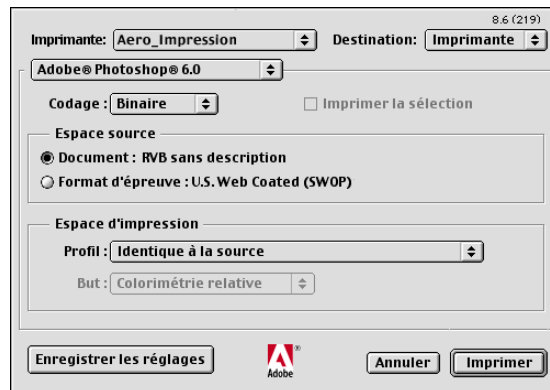 8.6 (219)
Imprimante: Aero_Impression Destination: Imprimante
Adobe® Photoshop® 6.0
Codage : Binaire Imprimer la sélection
Espace source
Document : RVB sans description
Format d'épreuve : U.S. Web Coated (SWOP)
Espace d'impression
Profil : Identique à la source
But : Colorimétrie relative
Enregistrer les réglages Adobe ® Annuler Imprimer